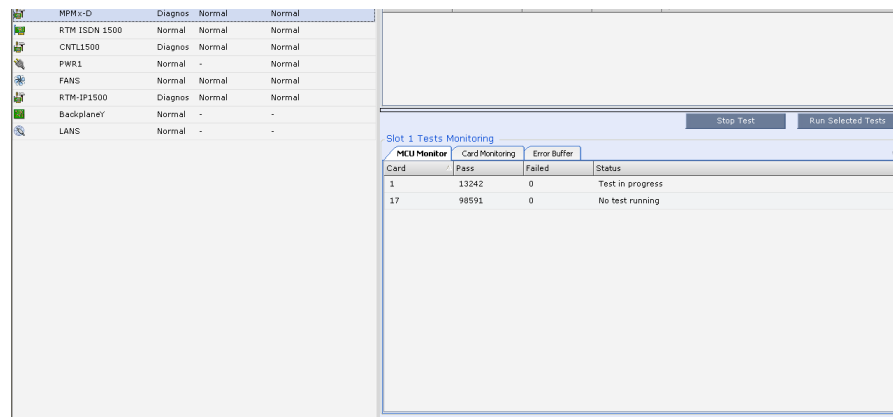 MPMx-D Diagnos Normal Normal
RTM ISDN 1500 Normal Normal Normal
CNTL1500 Diagnos Normal Normal
PWR1 Normal - Normal
FANS Normal Normal Normal
RTM-IP1500 Diagnos Normal Normal
BackplaneY Normal - -
LANS Normal - -
Stop Test Run Selected Tests
Slot 1 Tests Monitoring
MCU Monitor Card Monitoring Error Buffer
Card Pass Failed Status
1 13242 0 Test in progress
17 98591 0 No test running